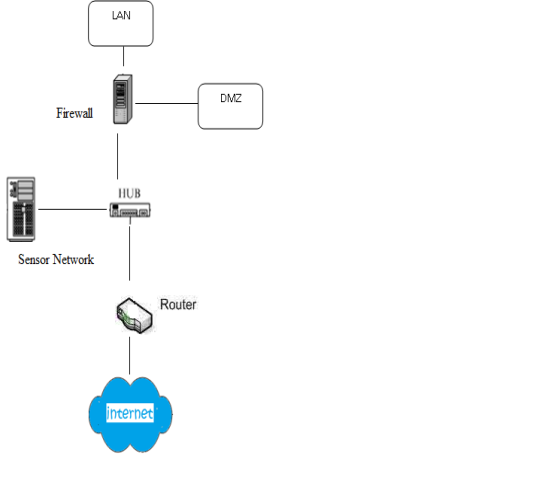 LAN
Firewall
DMZ
HUB
Sensor Network
Router
internet